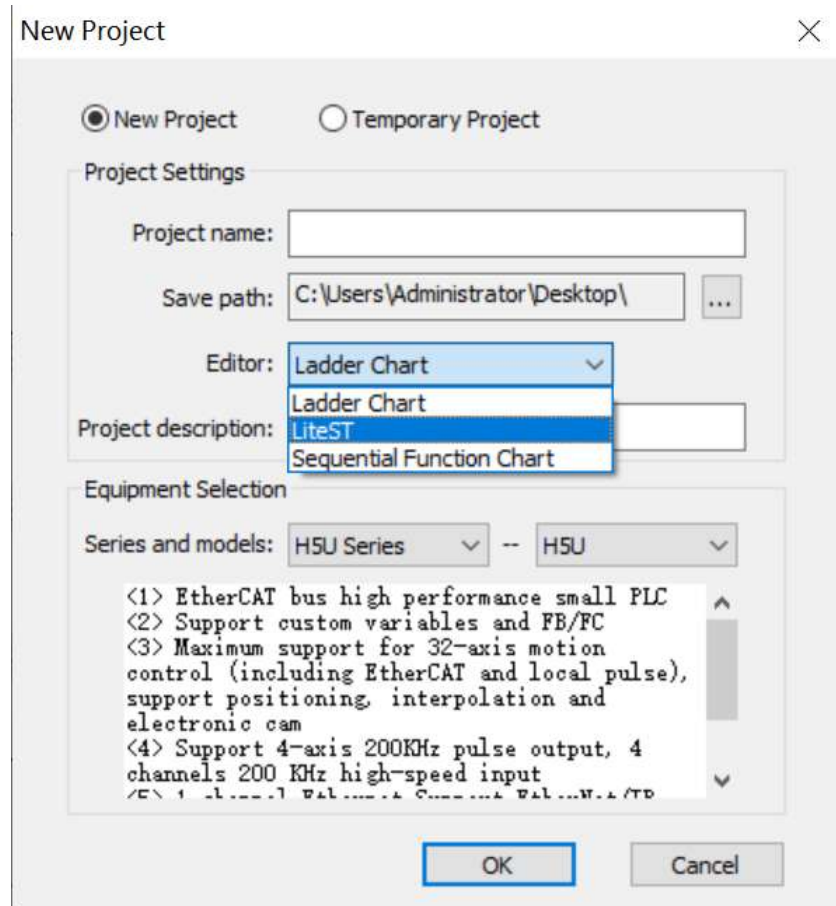 New Project
New Project
Temporary Project
Project Settings
Project name:
Save path: C:\Users\Administrator\Desktop\ ...
Editor: Ladder Chart
Ladder Chart
LiteST
Sequential Function Chart
Project description:
Equipment Selection
Series and models: H5U Series -- H5U
<1> EtherCAT bus high performance small PLC
<2> Support custom variables and FB/FC
<3> Maximum support for 32-axis motion
control (including EtherCAT and local pulse),
support positioning, interpolation and
electronic cam
<4> Support 4-axis 200KHz pulse output, 4
channels 200 KHz high-speed input
OK Cancel